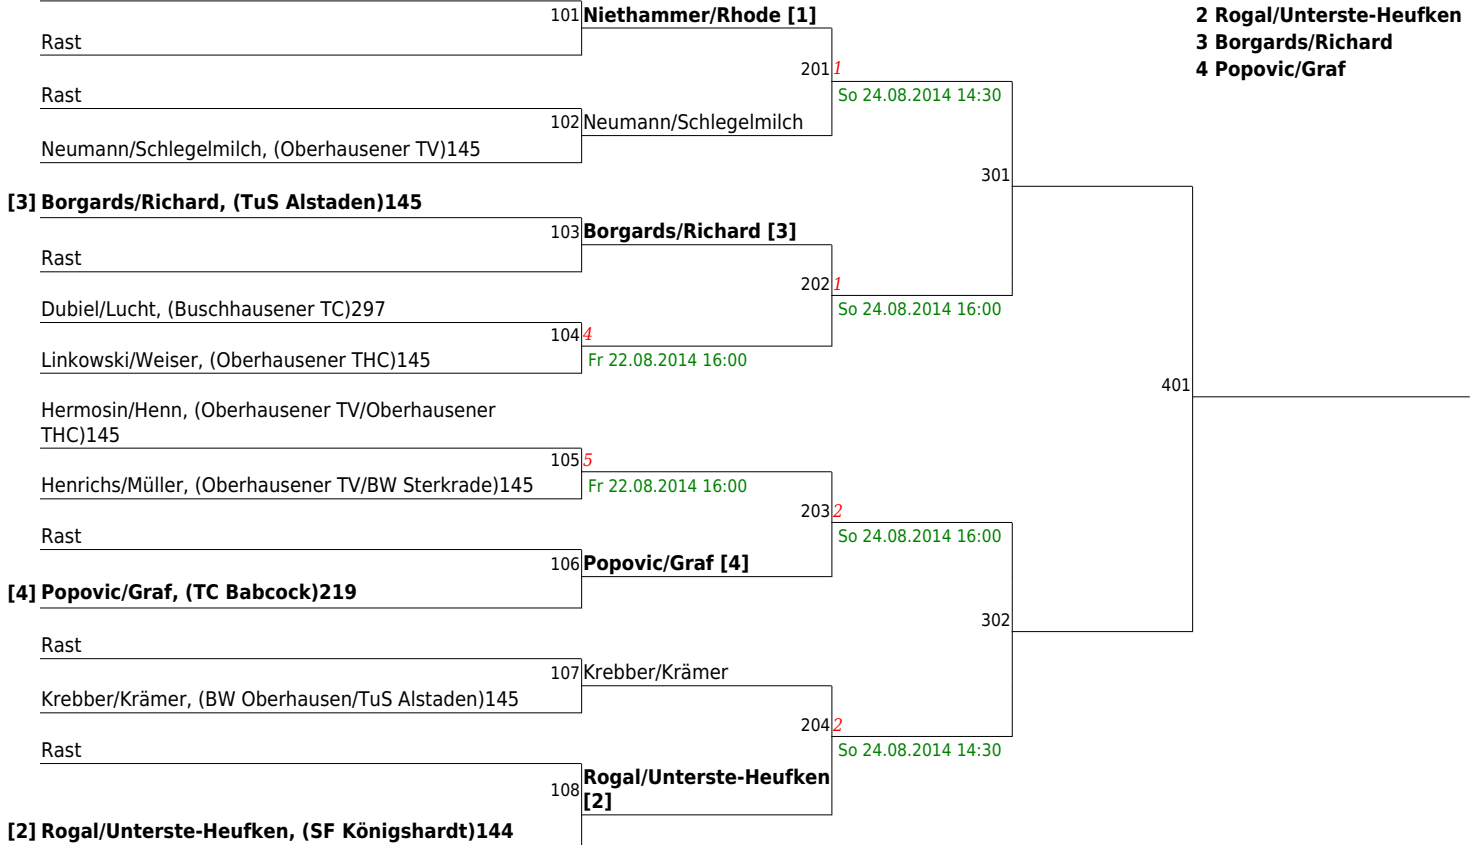 101 Niethammer/Rhode [1]
2 Rogal/Unterste-Heufken
Rast
3 Borgards/Richard
201 1
4 Popovic/Graf
Rast
So 24.08.2014 14:30
102 Neumann/Schlegelmilch
Neumann/Schlegelmilch, (Oberhausener TV)145
301
[3] Borgards/Richard, (TuS Alstaden)145
103 Borgards/Richard [3]
Rast
202 1
Dubiel/Lucht, (Buschhausener TC)297
So 24.08.2014 16:00
104 4
Linkowski/Weiser, (Oberhausener THC)145
Fr 22.08.2014 16:00
401
Hermosin/Henn, (Oberhausener TV/Oberhausener
THC)145
105 5
Henrichs/Müller, (Oberhausener TV/BW Sterkrade)145
Fr 22.08.2014 16:00
203 2
Rast
So 24.08.2014 16:00
106 Popovic/Graf [4]
[4] Popovic/Graf, (TC Babcock)219
302
Rast
107 Krebber/Krämer
Krebber/Krämer, (BW Oberhausen/TuS Alstaden)145
204 2
Rast
So 24.08.2014 14:30
108 Rogal/Unterste-Heufken
[2]
[2] Rogal/Unterste-Heufken, (SF Königshardt)144